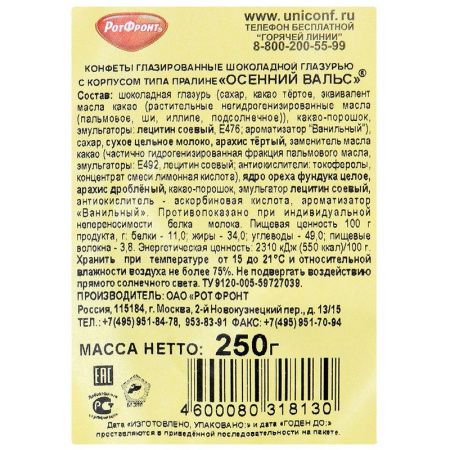 РотФронт®
www.uniconf.ru
ТЕЛЕФОН БЕСПЛАТНОЙ
"ГОРЯЧЕЙ ЛИНИИ"
8-800-200-55-99
КОНФЕТЫ ГЛАЗИРОВАННЫЕ ШОКОЛАДНОЙ ГЛАЗУРЬЮ
С КОРПУСОМ ТИПА ПРАЛИНЕ «ОСЕННИЙ ВАЛЬС»®
Состав: шоколадная глазурь (сахар, какао тёртое, эквивалент
масла какао (растительные негидрогенизированные масла
(пальмовое, ши, иллипе, подсолнечное)), какао-порошок,
эмульгаторы: лецитин соевый, Е476; ароматизатор "Ванильный"),
сахар, сухое цельное молоко, арахис тёртый, заменитель масла
какао (частично гидрогенизированная фракция пальмового масла,
эмульгаторы: Е492, лецитин соевый; антиокислители: токоферолы,
концентрат смеси лимонная кислота), ядро ореха фундука целое,
арахис дроблёный, какао-порошок, эмульгатор лецитин соевый,
антиокислитель - аскорбиновая кислота, ароматизатор
«Ванильный». Противопоказано при индивидуальной
непереносимости белка молока. Пищевая ценность 100 г
продукта, г: белки - 11,0; жиры - 34,0; углеводы - 49,0; пищевые
волокна - 3,8. Энергетическая ценность: 2310 кДж (550 ккал)/100 г.
Хранить при температуре от 15 до 21°С и относительной
влажности воздуха не более 75%. Не подвергать воздействию
прямого солнечного света. ТУ 9120-005-59727039.
ПРОИЗВОДИТЕЛЬ: ОАО «РОТ ФРОНТ
Россия, 115184, г. Москва, 2-й Новокузнецкий пер., д. 13/15
ТЕЛ.: +7(495) 951-84-78, 953-83-91 ФАКС: +7(495) 951-70-94
МАССА НЕТТО: 250г
ЕАС
4 600080 318130
Дата «ИЗГОТОВЛЕНО, УПАКОВАНО:» и дата «ГОДЕН ДО:»
проставляются в приведённой последовательности на пакете.